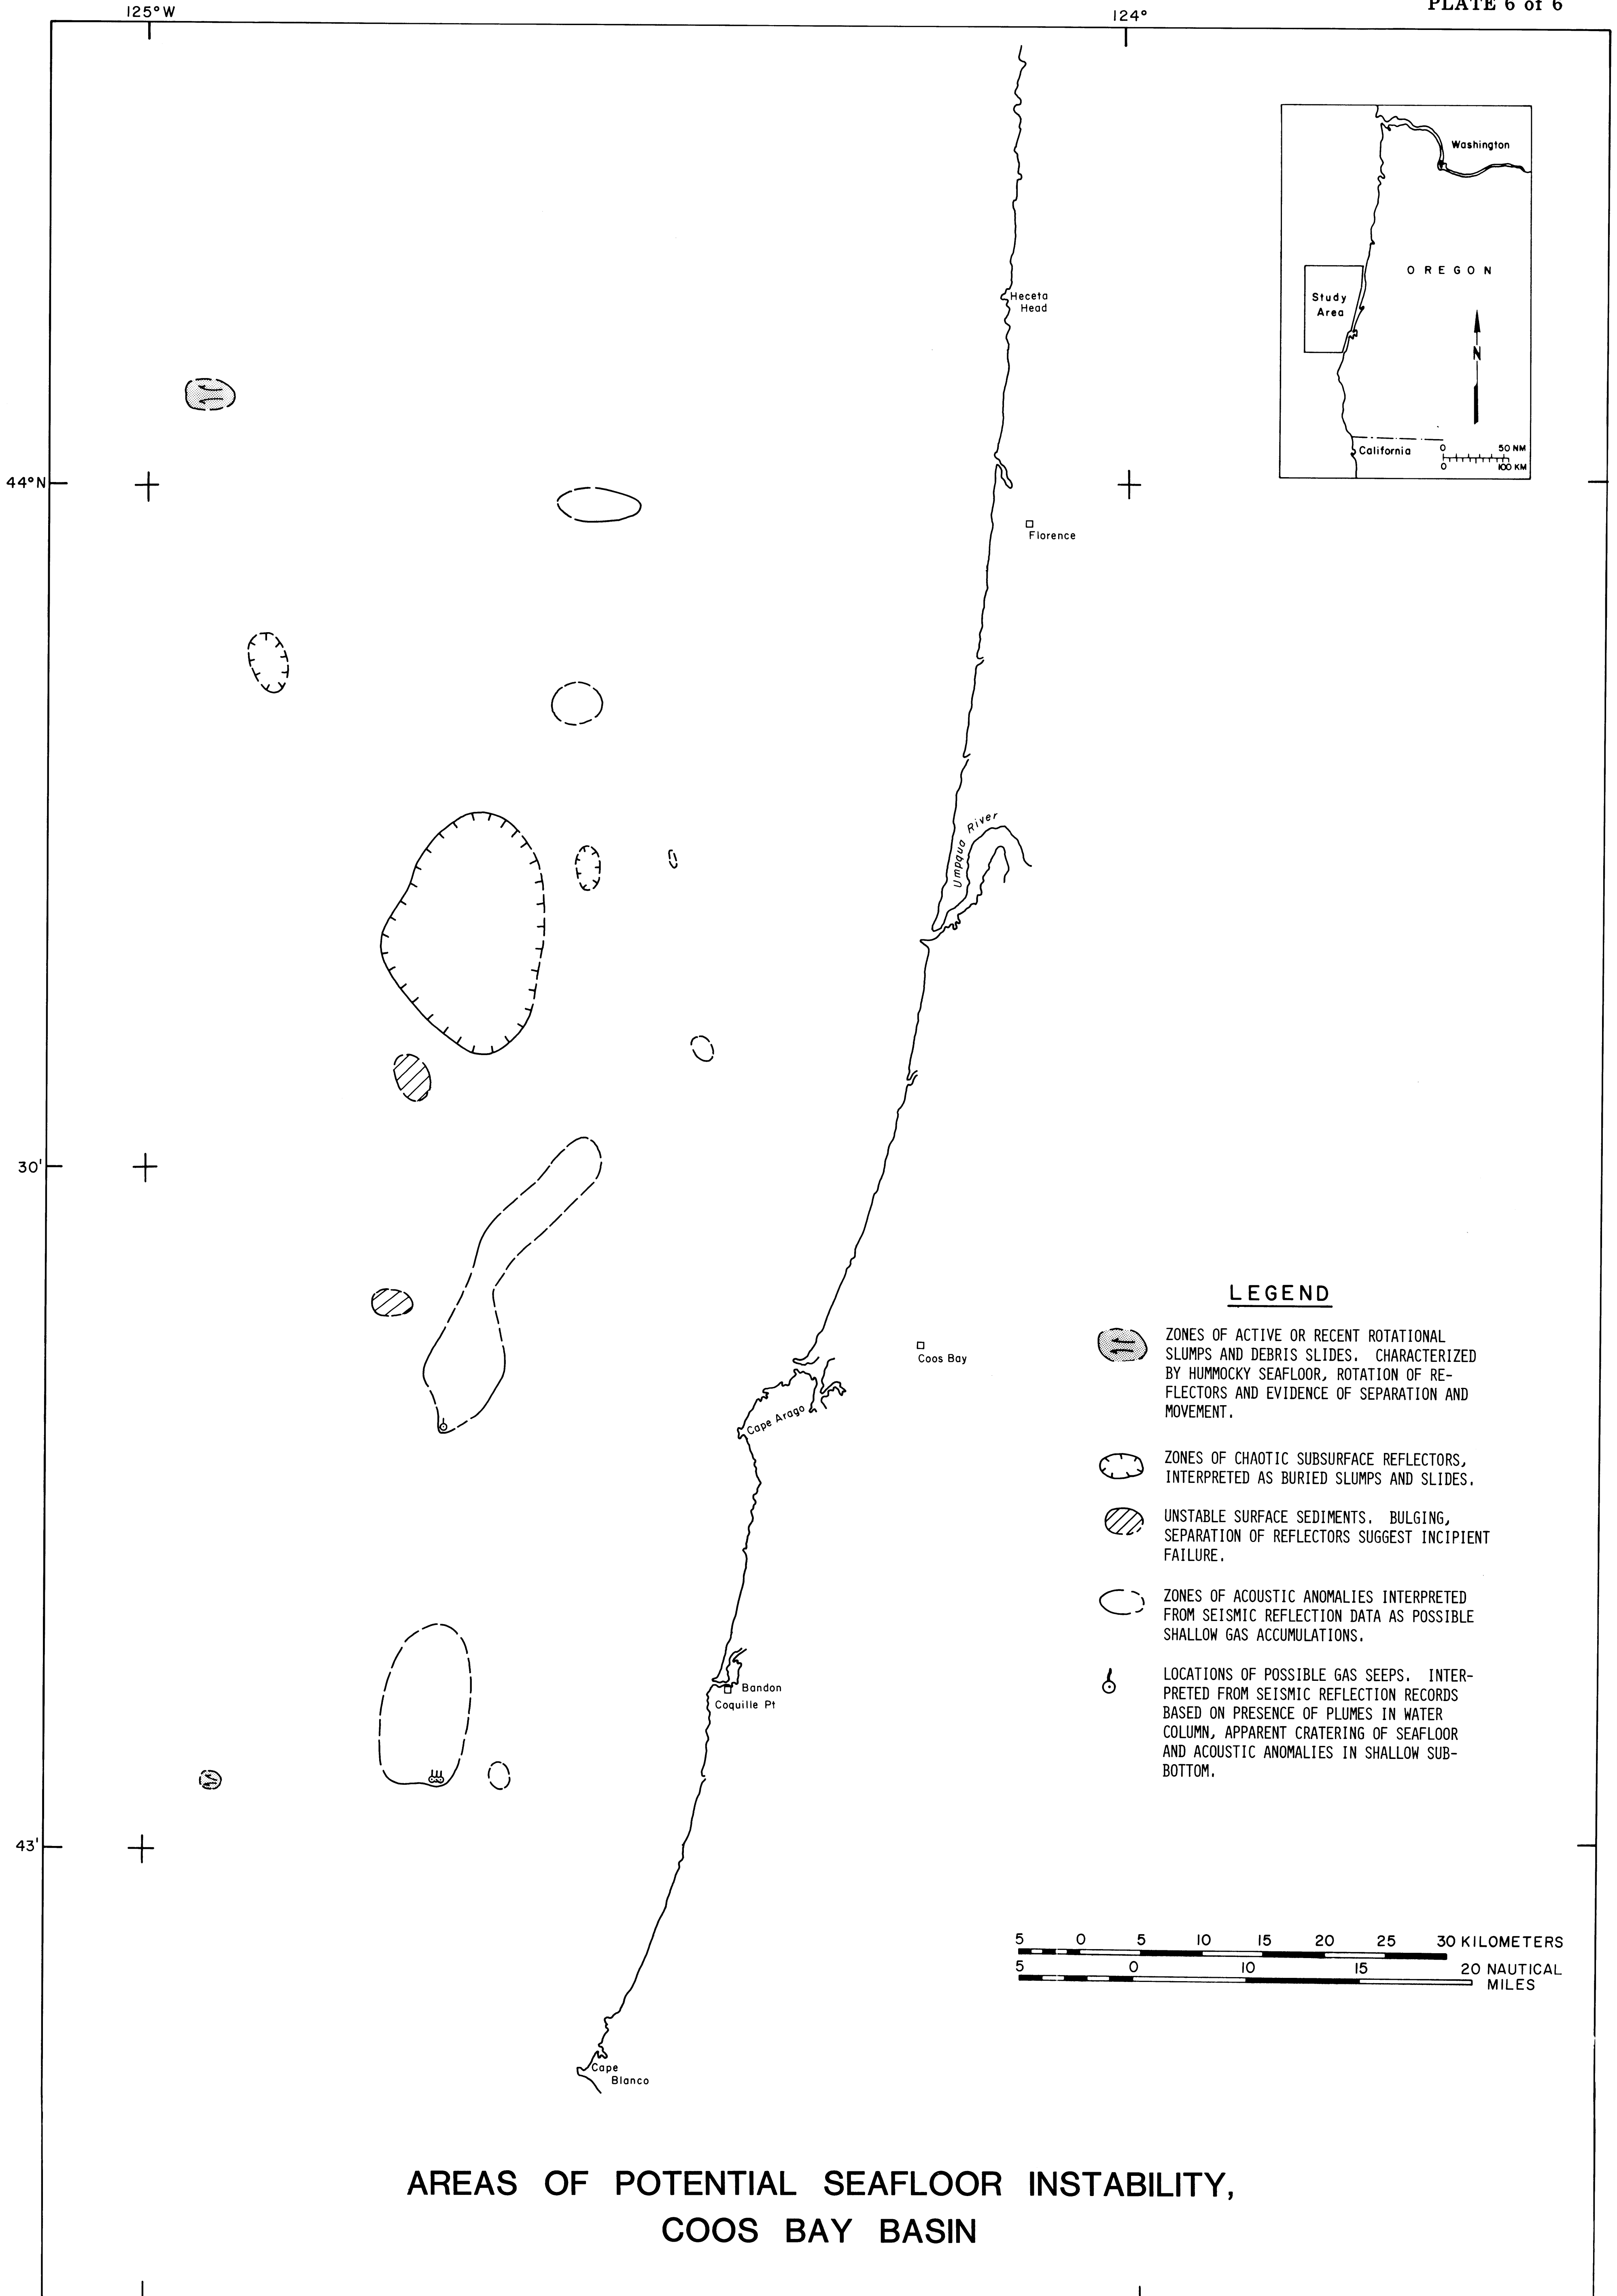 PLATE 6 of 6
125° W
124°
Washington
OREGON
Study
Area
N
California
0 50 NM
0 100 KM
Heceta
Head
44° N
Florence
Umpqua River
30'
LEGEND
ZONES OF ACTIVE OR RECENT ROTATIONAL
SLUMPS AND DEBRIS SLIDES. CHARACTERIZED
BY HUMMOCKY SEAFLOOR, ROTATION OF RE-
FLECTORS AND EVIDENCE OF SEPARATION AND
MOVEMENT.
ZONES OF CHAOTIC SUBSURFACE REFLECTORS,
INTERPRETED AS BURIED SLUMPS AND SLIDES.
UNSTABLE SURFACE SEDIMENTS. BULGING,
SEPARATION OF REFLECTORS SUGGEST INCIPIENT
FAILURE.
ZONES OF ACOUSTIC ANOMALIES INTERPRETED
FROM SEISMIC REFLECTION DATA AS POSSIBLE
SHALLOW GAS ACCUMULATIONS.
LOCATIONS OF POSSIBLE GAS SEEPS. INTER-
PRETED FROM SEISMIC REFLECTION RECORDS
BASED ON PRESENCE OF PLUMES IN WATER
COLUMN, APPARENT CRATERING OF SEAFLOOR
AND ACOUSTIC ANOMALIES IN SHALLOW SUB-
BOTTOM.
Coos Bay
Cape Arago
Bandon
Coquille Pt
43'
5 0 5 10 15 20 25 30 KILOMETERS
5 0 10 15 20 NAUTICAL
MILES
Cape
Blanco
AREAS OF POTENTIAL SEAFLOOR INSTABILITY,
COOS BAY BASIN